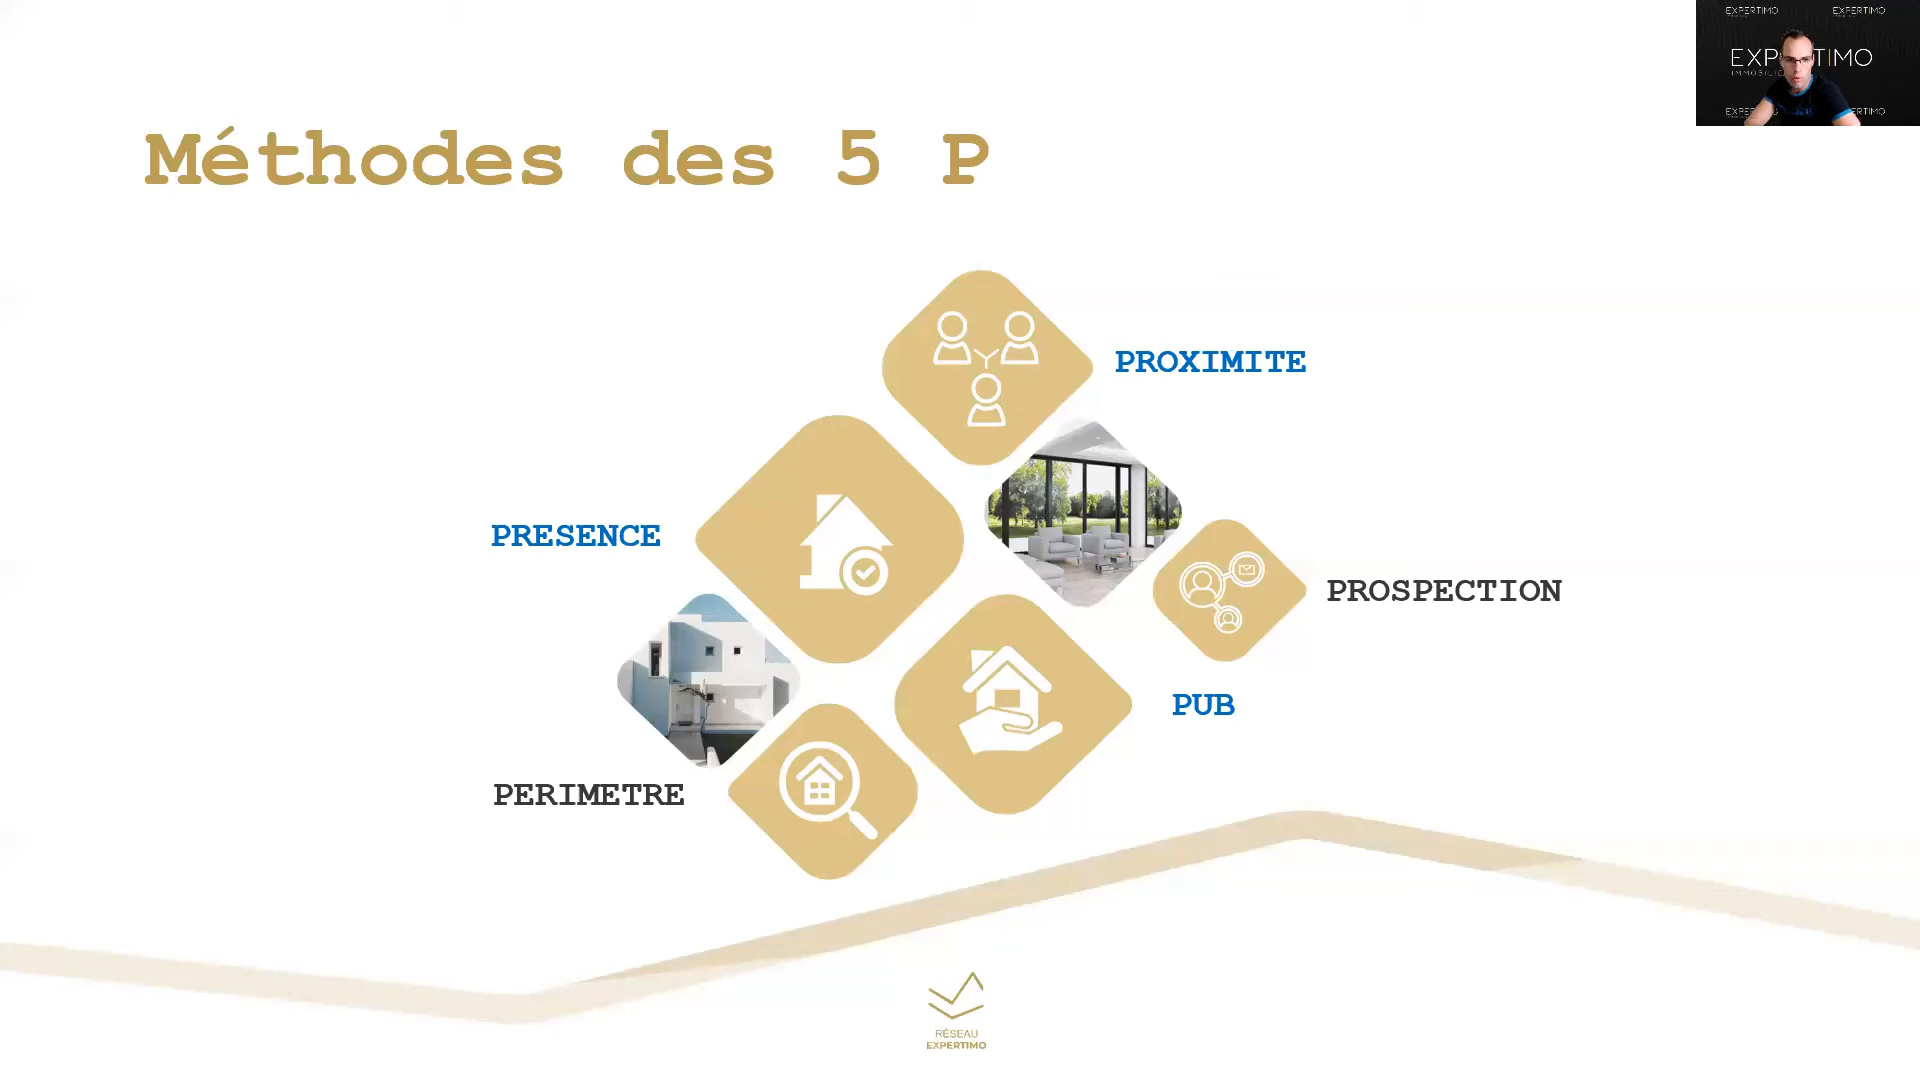 EXPERTIMO EXPERTIMO
Méthodes des 5 P
PROXIMITE
PRESENCE
PROSPECTION
PUB
PERIMETRE
RÉSEAU
EXPERTIMO